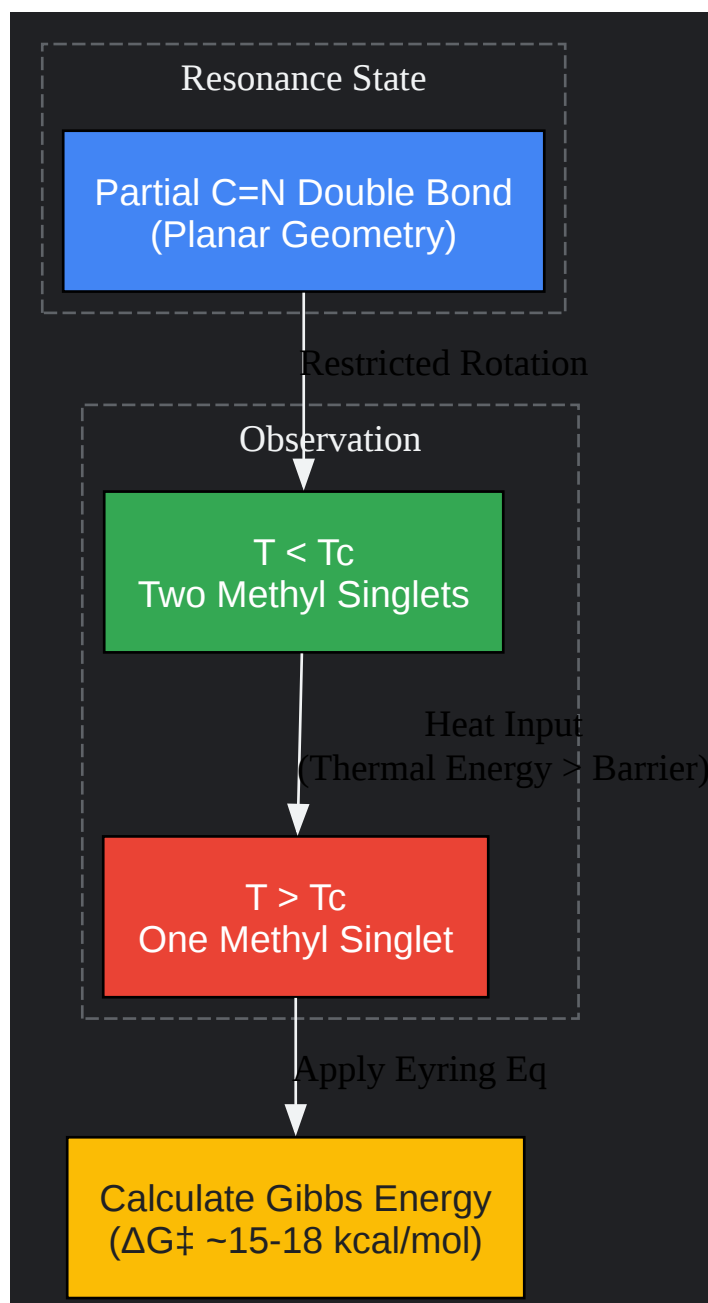 Resonance State
Partial C=N Double Bond
(Planar Geometry)
Restricted Rotation
Observation
T < Tc
Two Methyl Singlets
Heat Input
(Thermal Energy > Barrier)
T > Tc
One Methyl Singlet
Apply Eyring Eq
Calculate Gibbs Energy
(ΔG‡ ~15-18 kcal/mol)